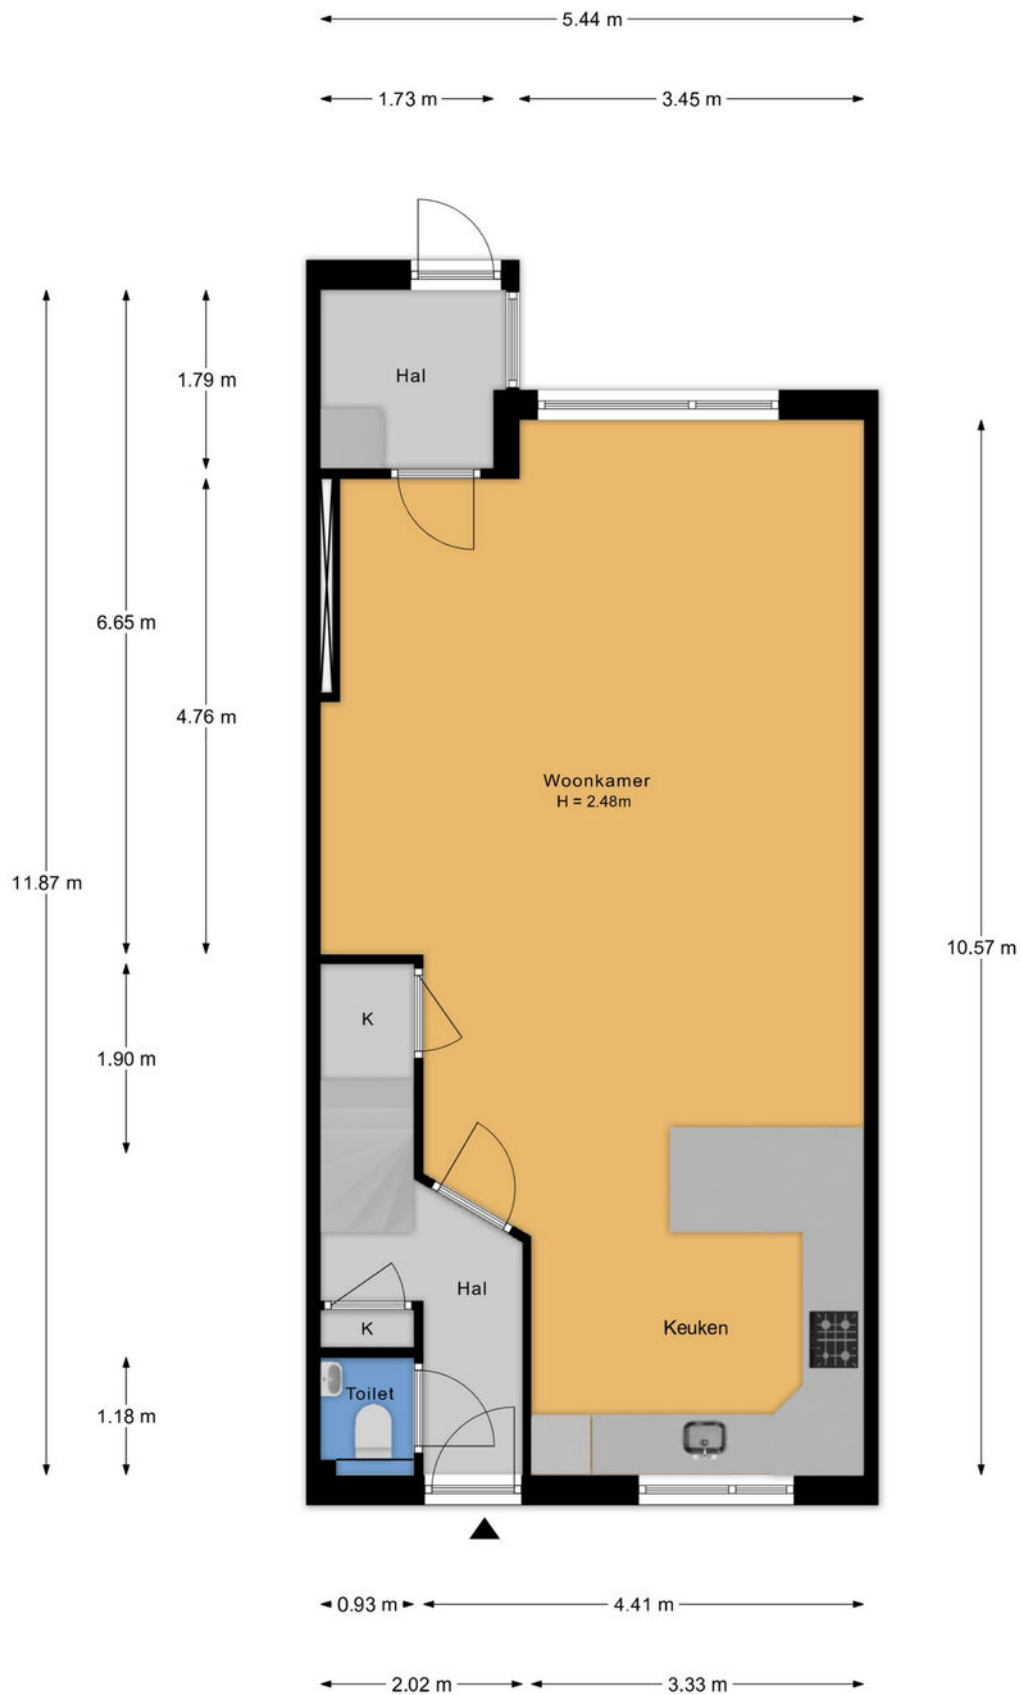 5.44 m
1.73 m
3.45 m
Hal
1.79 m
6.65 m
4.76 m
Woonkamer
H = 2.48m
11.87 m
10.57 m
K
1.90 m
Hal
K
Keuken
Toilet
1.18 m
0.93 m
4.41 m
2.02 m
3.33 m